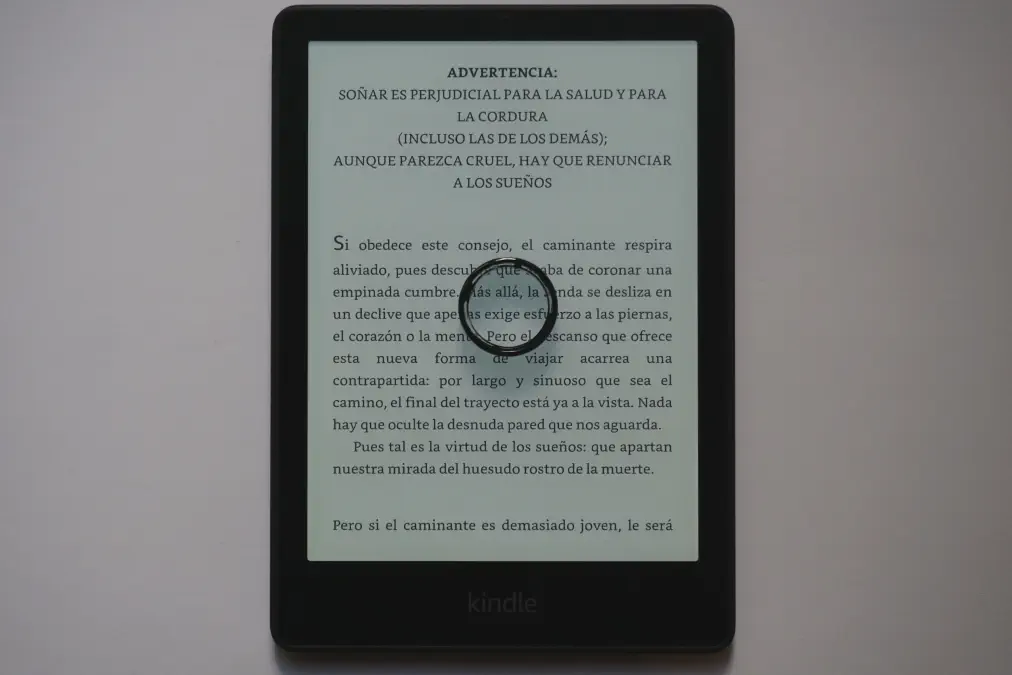 ADVERTENCIA:
SOÑAR ES PERJUDICIAL PARA LA SALUD Y PARA
LA CORDURA
(INCLUSO LAS DE LOS DEMÁS);
AUNQUE PAREZCA CRUEL, HAY QUE RENUNCIAR
A LOS SUEÑOS
Si obedece este consejo, el caminante respira
aliviado, pues descubre que acaba de coronar una
empinada cumbre. Más allá, la senda se desliza en
un declive que apenas exige esfuerzo a las piernas,
el corazón o la mente. Pero el descanso que ofrece
esta nueva forma de viajar acarrea una
contrapartida: por largo y sinuoso que sea el
camino, el final del trayecto está ya a la vista. Nada
hay que oculte la desnuda pared que nos aguarda.
Pues tal es la virtud de los sueños: que apartan
nuestra mirada del huesudo rostro de la muerte.
Pero si el caminante es demasiado joven, le será
kindle